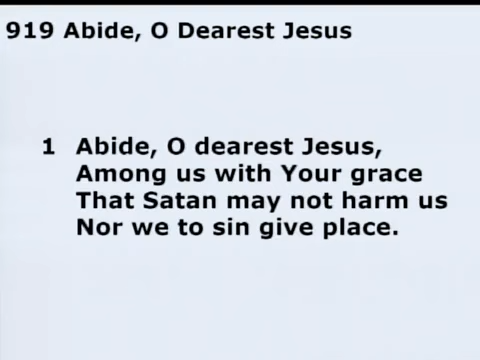 919 Abide, O Dearest Jesus
1 Abide, O dearest Jesus,
Among us with Your grace
That Satan may not harm us
Nor we to sin give place.